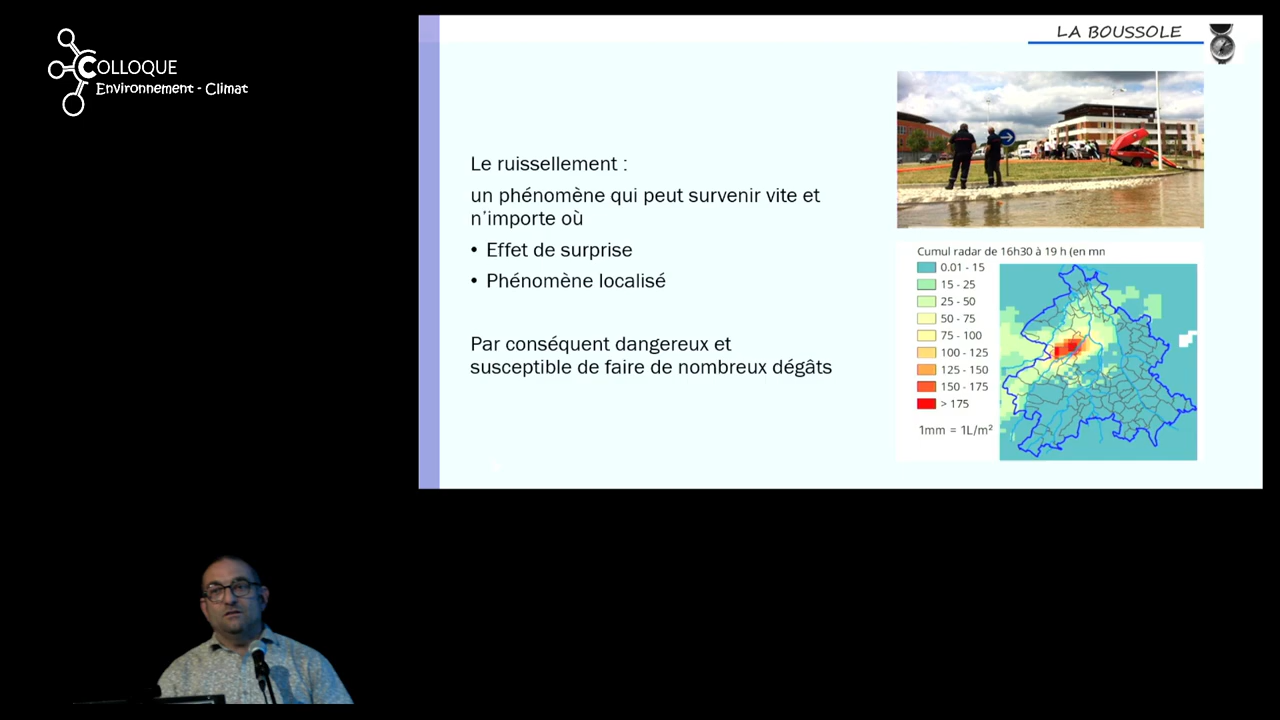 COLLOQUE
Environnement - Climat
LA BOUSSOLE
Le ruissellement :
un phénomène qui peut survenir vite et
n'importe où
• Effet de surprise
• Phénomène localisé
Par conséquent dangereux et
susceptible de faire de nombreux dégâts
Cumul radar de 16h30 à 19 h (en mn
0.01 - 15
15 - 25
25 - 50
50 - 75
75 - 100
100 - 125
125 - 150
150 - 175
> 175
1mm = 1L/m²